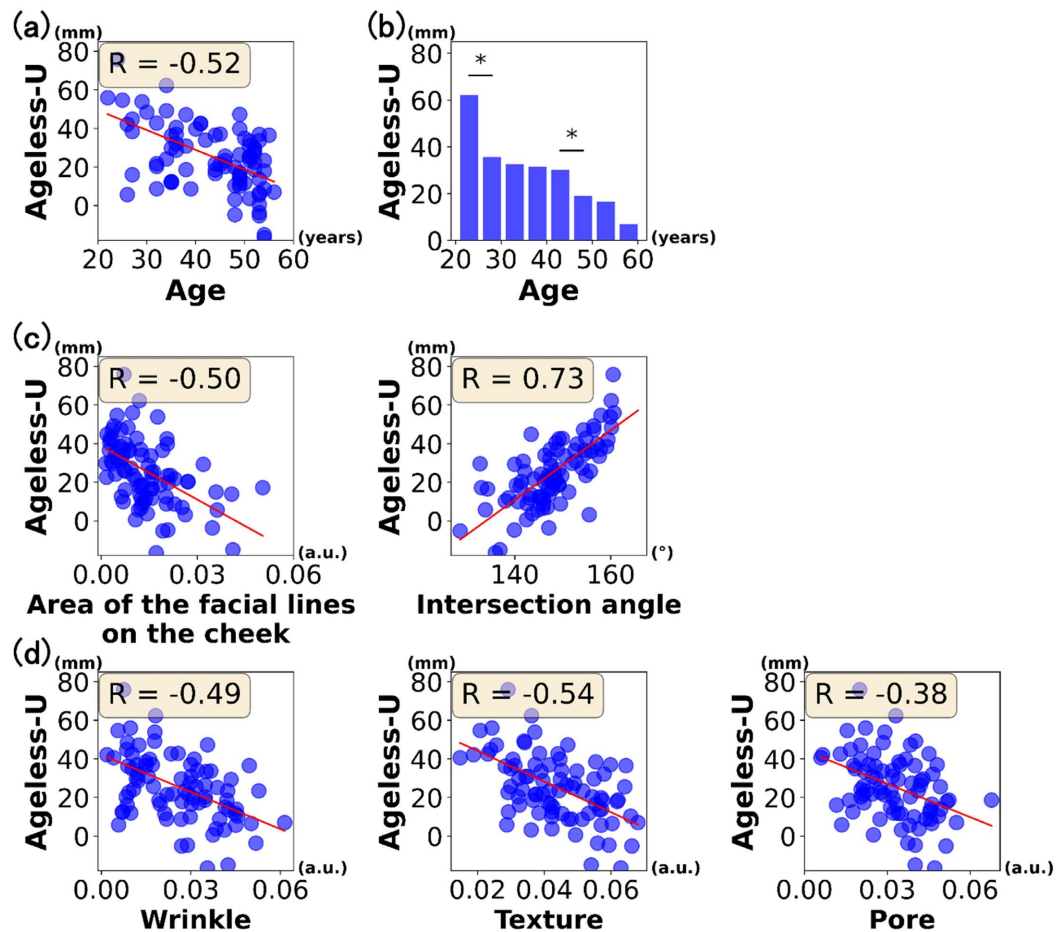 (a) (mm)
80
60
40
20
0
Ageless-U
R = -0.52
20 30 40 50 60 (years)
Age
(b) (mm)
80
60
40
20
0
Ageless-U
*
*
20 30 40 50 60 (years)
Age
(c) (mm)
80
60
40
20
0
Ageless-U
R = -0.50
0.00 0.03 0.06 (a.u.)
Area of the facial lines
on the cheek
(mm)
80
60
40
20
0
Ageless-U
R = 0.73
140 160 (°)
Intersection angle
(d) (mm)
80
60
40
20
0
Ageless-U
R = -0.49
0.00 0.02 0.04 0.06 (a.u.)
Wrinkle
(mm)
80
60
40
20
0
Ageless-U
R = -0.54
0.02 0.04 0.06 (a.u.)
Texture
(mm)
80
60
40
20
0
Ageless-U
R = -0.38
0.00 0.03 0.06 (a.u.)
Pore